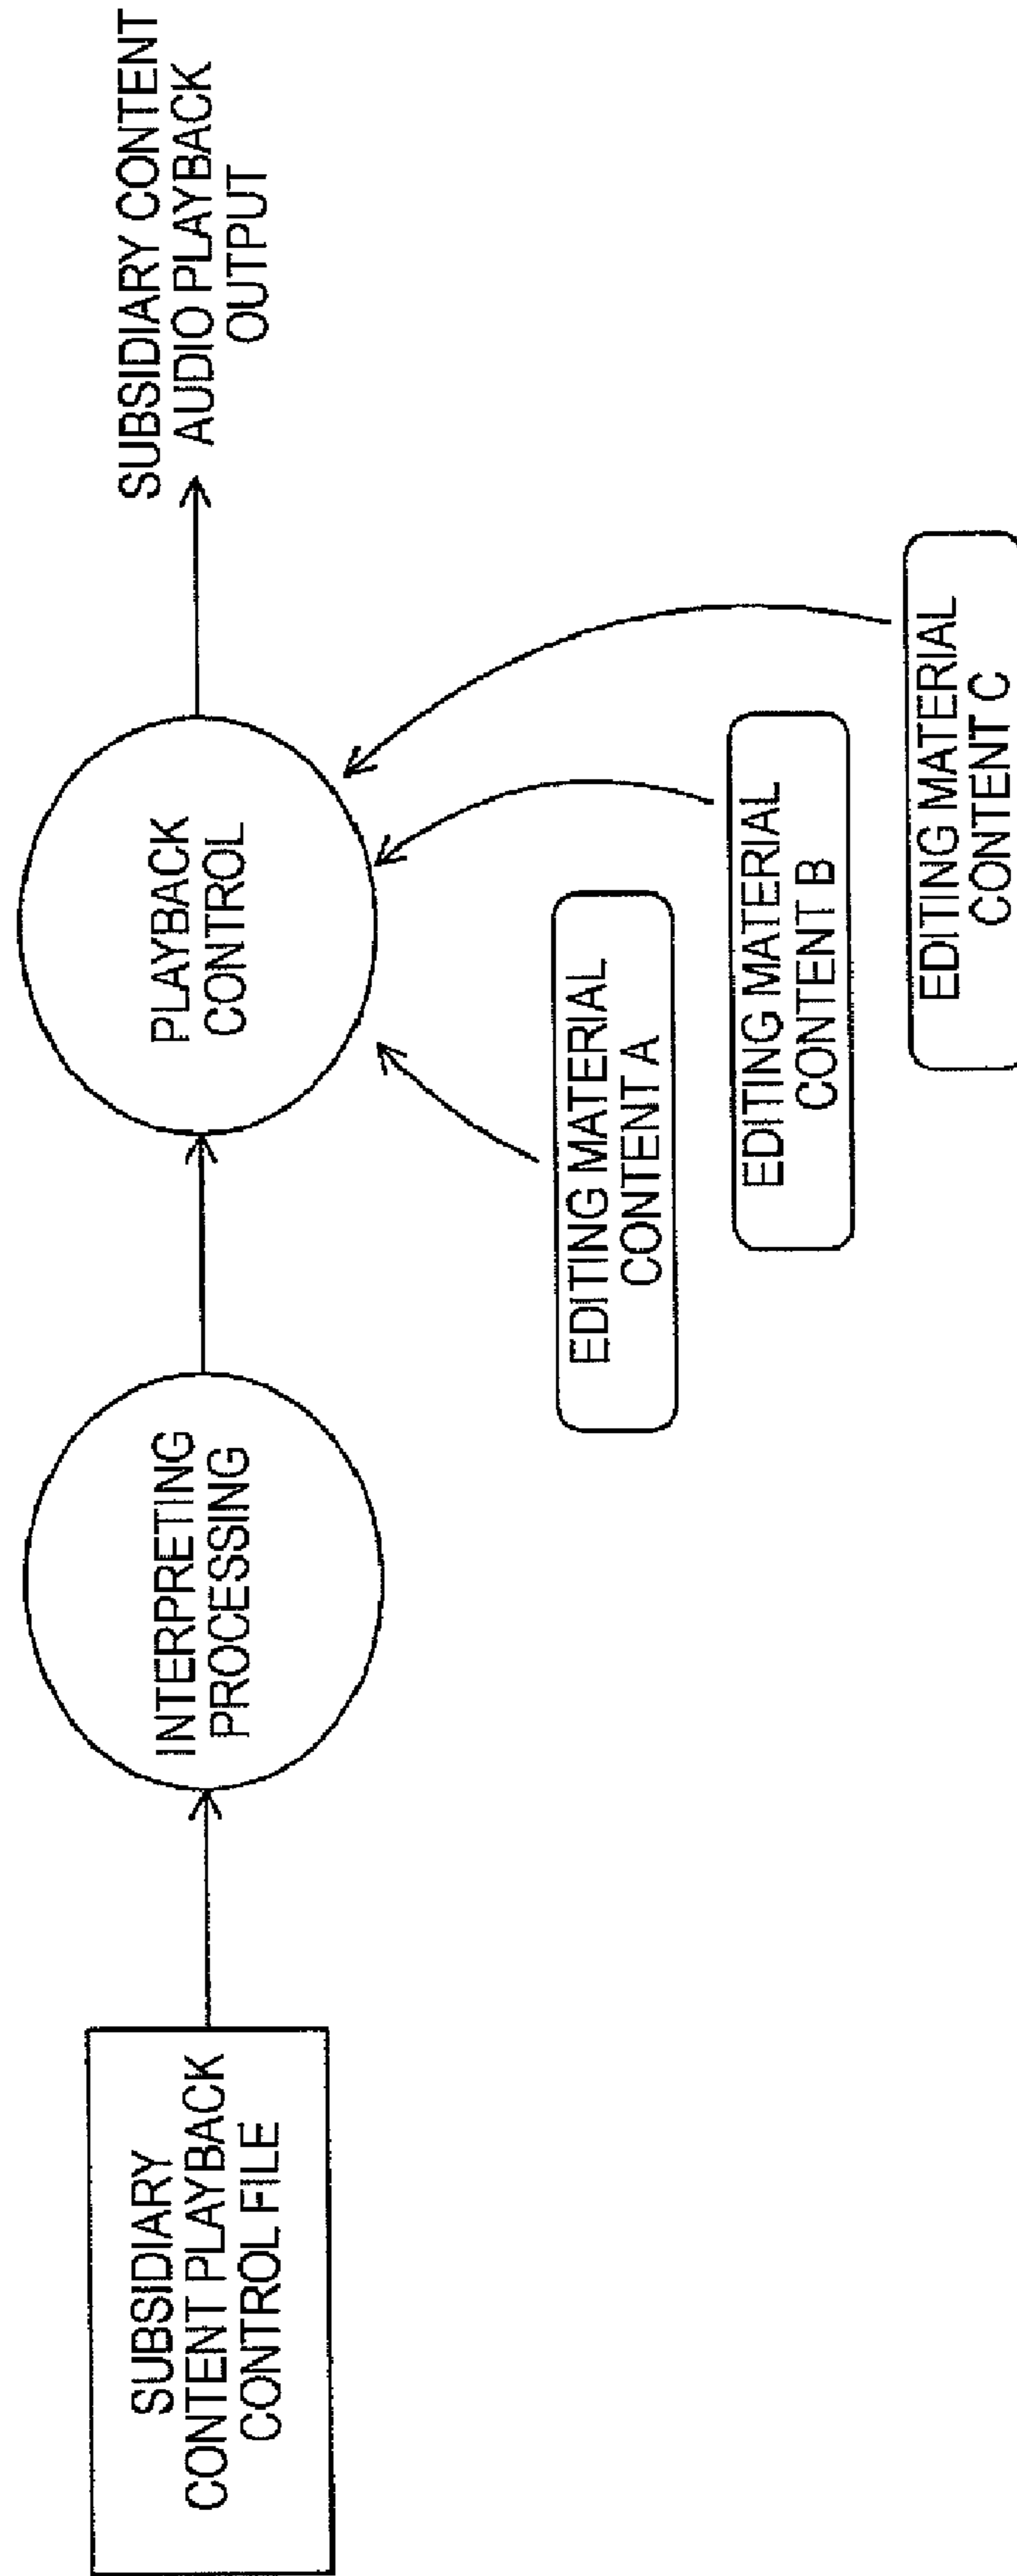 SUBSIDIARY
CONTENT PLAYBACK
CONTROL FILE
INTERPRETING
PROCESSING
PLAYBACK
CONTROL
SUBSIDIARY CONTENT
AUDIO PLAYBACK
OUTPUT
EDITING MATERIAL
CONTENT A
EDITING MATERIAL
CONTENT B
EDITING MATERIAL
CONTENT C